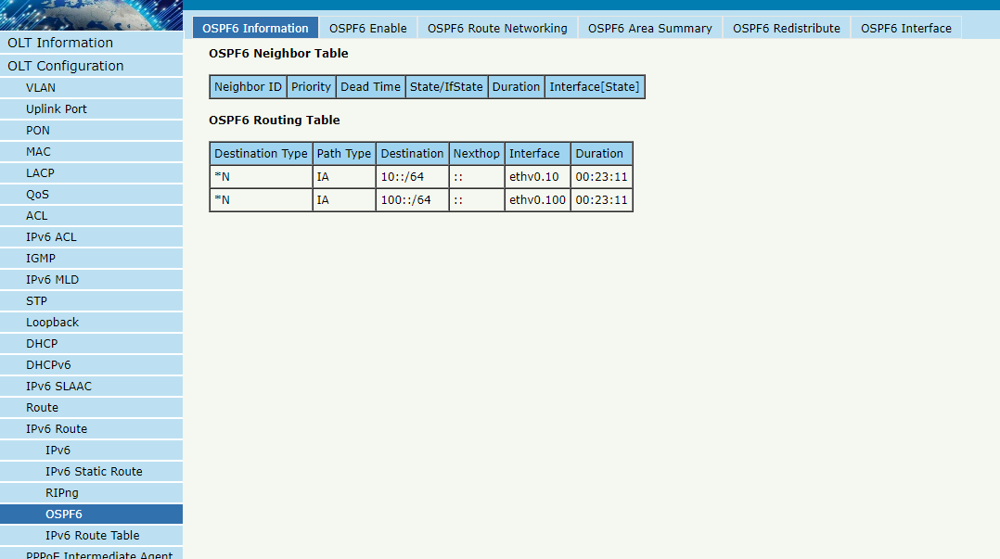 OLT Information
OLT Configuration
VLAN
Uplink Port
PON
MAC
LACP
QoS
ACL
IPv6 ACL
IGMP
IPv6 MLD
STP
Loopback
DHCP
DHCPv6
IPv6 SLAAC
Route
IPv6 Route
IPv6
IPv6 Static Route
RIPng
OSPF6
IPv6 Route Table
PPPoE Intermediate Agent
OSPF6 Information OSPF6 Enable OSPF6 Route Networking OSPF6 Area Summary OSPF6 Redistribute OSPF6 Interface
OSPF6 Neighbor Table
Neighbor ID Priority Dead Time State/IfState Duration Interface[State]
OSPF6 Routing Table
Destination Type Path Type Destination Nexthop Interface Duration
*N IA 10::/64 :: ethv0.10 00:23:11
*N IA 100::/64 :: ethv0.100 00:23:11